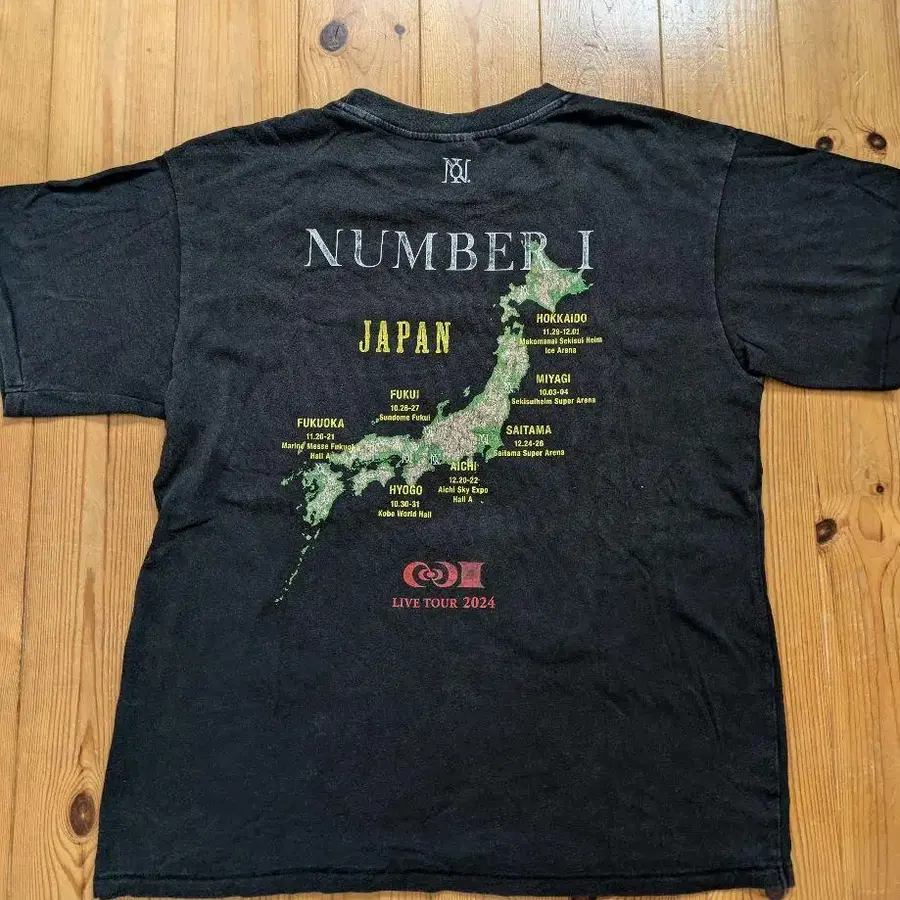 NUMBER I
JAPAN
HOKKAIDO
11.29-12.01
Makomanai Sekisui Heim
Ice Arena
MIYAGI
10.03-04
Sekisuiheim Super Arena
FUKUI
10.26-27
Sundome Fukui
FUKUOKA
11.20-21
Marine Messe Fukuoka
Hall A
SAITAMA
12.24-26
Saitama Super Arena
AICHI
12.20-22
Aichi Sky Expo
Hall A
HYOGO
10.30-31
Kobe World Hall
LIVE TOUR 2024